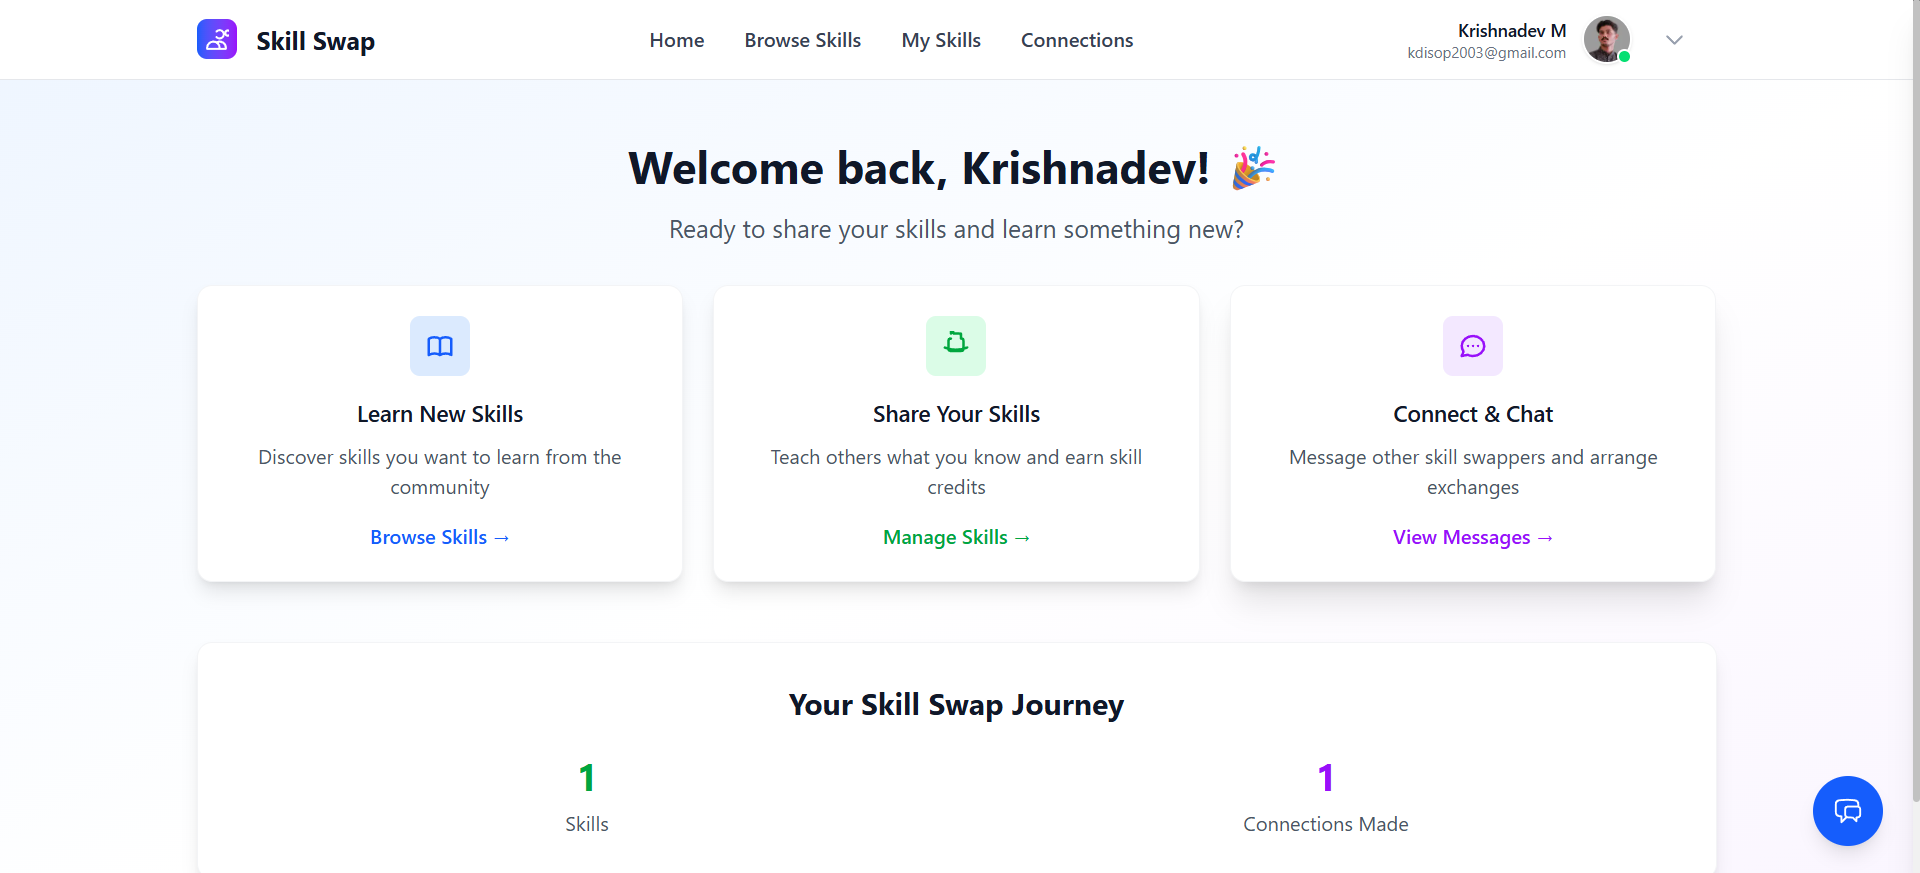 Skill Swap
Home
Browse Skills
My Skills
Connections
Krishnadev M
kdisop2003@gmail.com
Welcome back, Krishnadev! 🎉
Ready to share your skills and learn something new?
Learn New Skills
Discover skills you want to learn from the
community
Browse Skills →
Share Your Skills
Teach others what you know and earn skill
credits
Manage Skills →
Connect & Chat
Message other skill swappers and arrange
exchanges
View Messages →
Your Skill Swap Journey
1
Skills
1
Connections Made